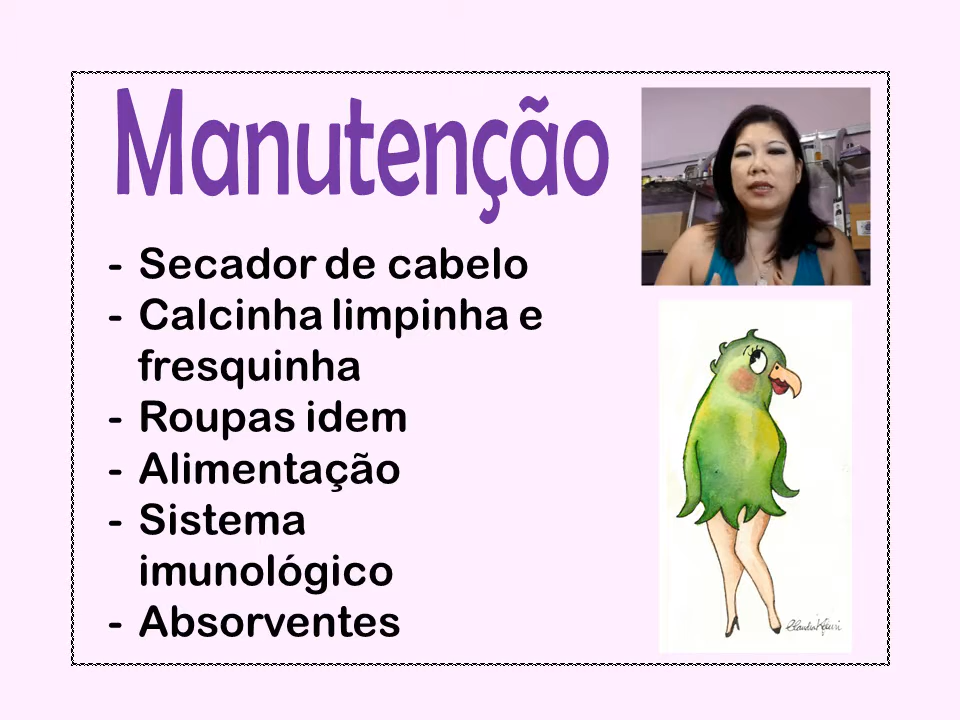 Manutenção
- Secador de cabelo
- Calcinha limpinha e
fresquinha
- Roupas idem
- Alimentação
- Sistema
imunológico
- Absorventes